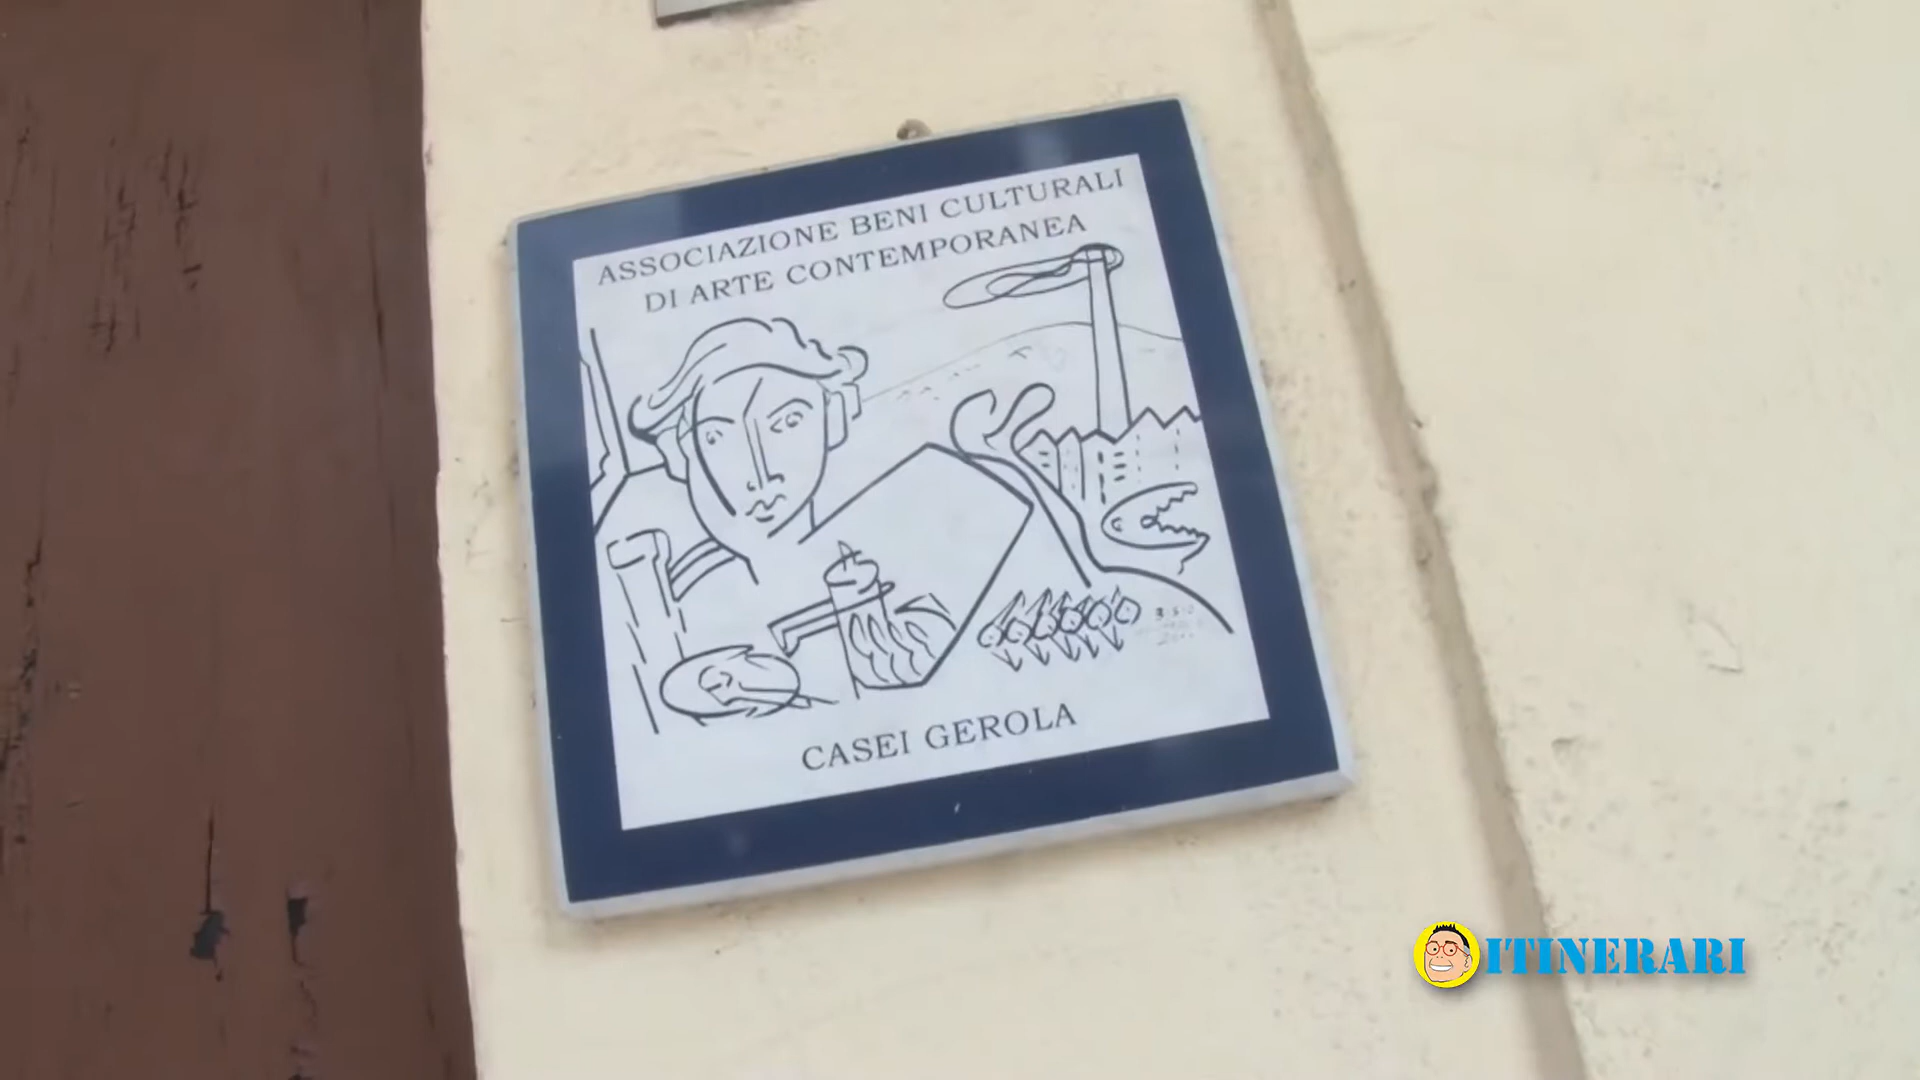 ASSOCIAZIONE BENI CULTURALI
DI ARTE CONTEMPORANEA
CASEI GEROLA
ITINERARI